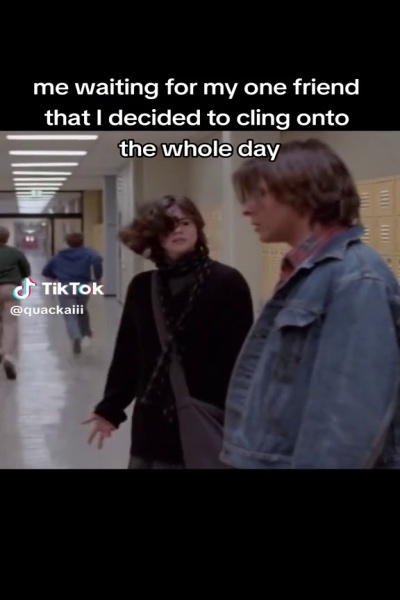 me waiting for my one friend
that I decided to cling onto
the whole day
TikTok
@quackaiii